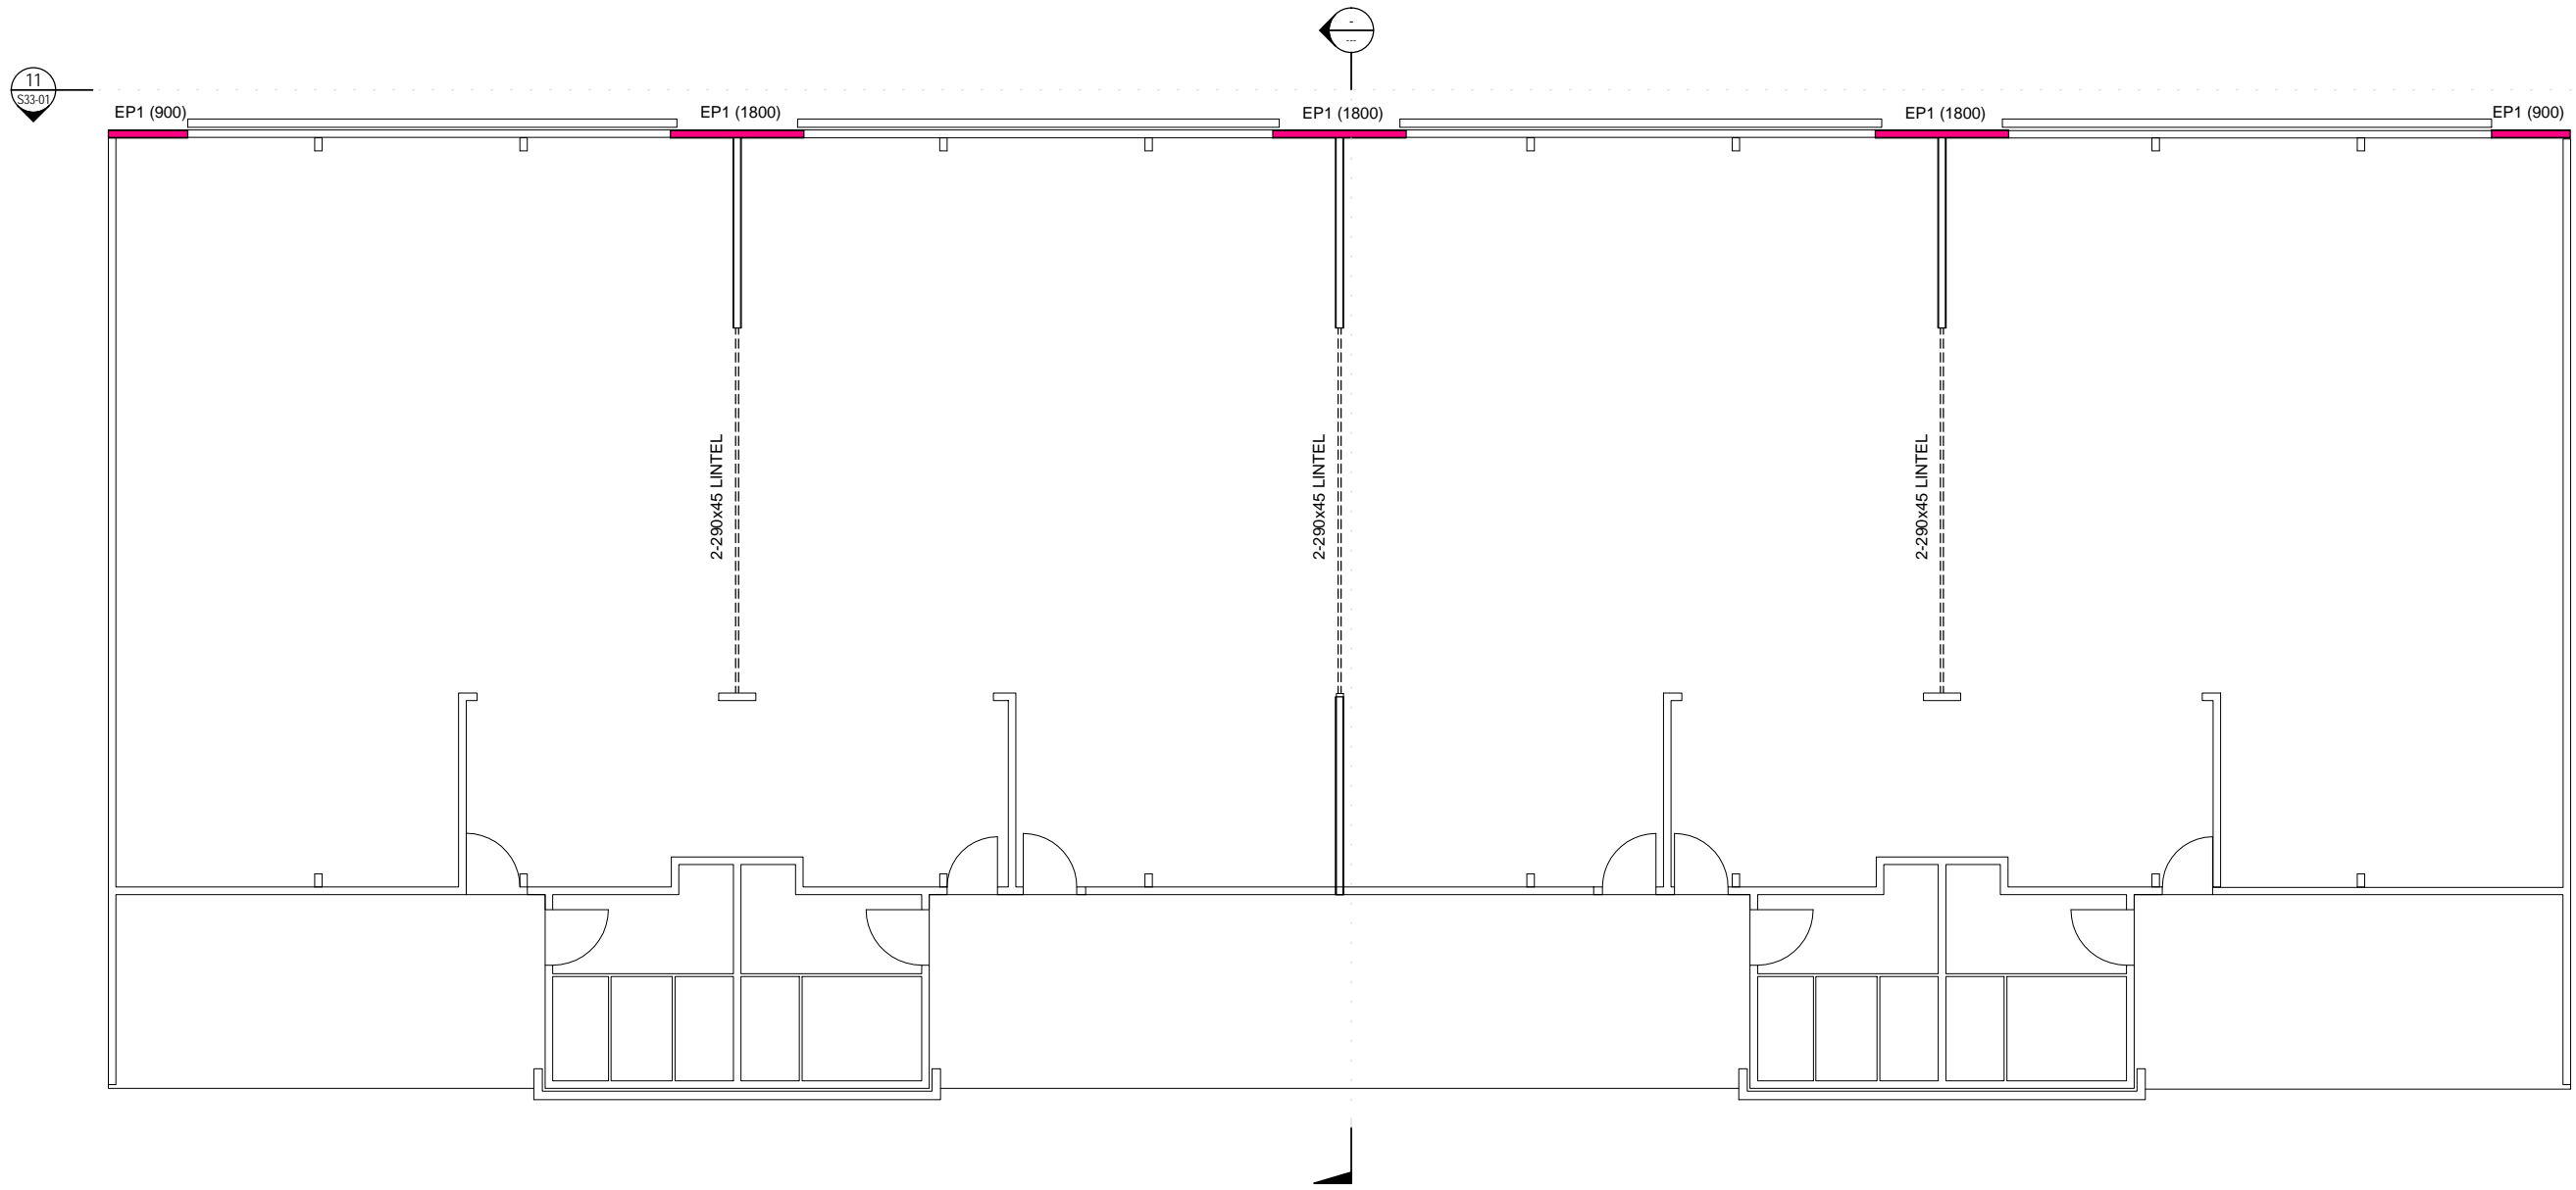 -
---
11
S33-01
EP1 (900)
EP1 (1800)
EP1 (1800)
EP1 (1800)
EP1 (900)
2-290x45 LINTEL
2-290x45 LINTEL
2-290x45 LINTEL